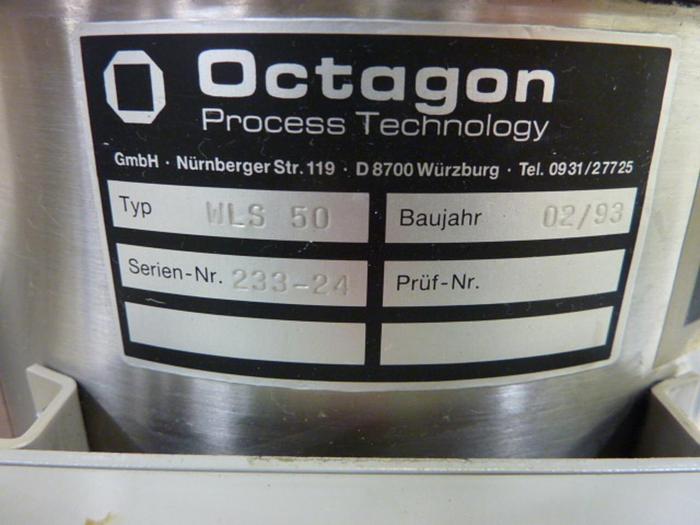 Octagon
Process Technology
GmbH · Nürnberger Str. 119 · D 8700 Würzburg · Tel. 0931/27725
Typ WLS 50 Baujahr 02/93
Serien-Nr. 233-24 Prüf-Nr.